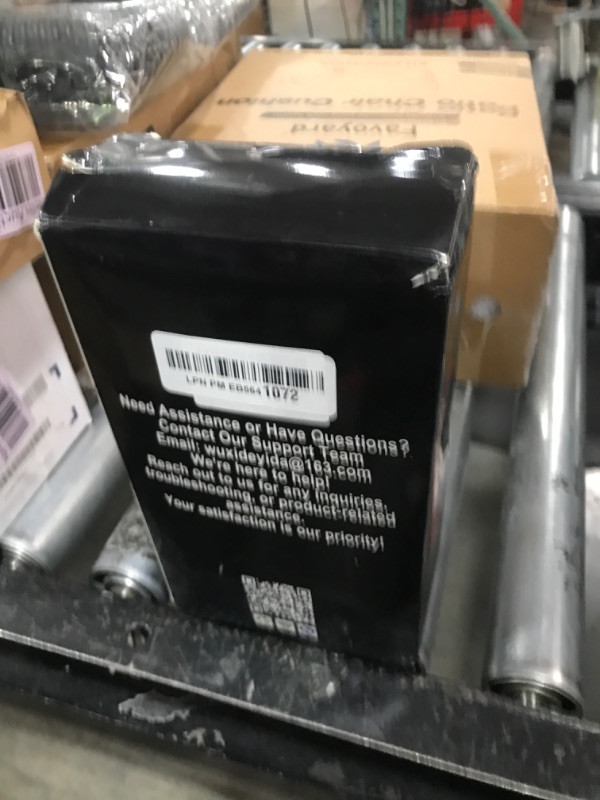 Favoyard
Chair Cushion
LPN PM EB5641072
Need Assistance or Have Questions?
Contact Our Support Team
Email: wuxideyida@163.com
We're here to help!
Reach out to us for any inquiries,
troubleshooting, or product-related
assistance.
Your satisfaction is our priority!